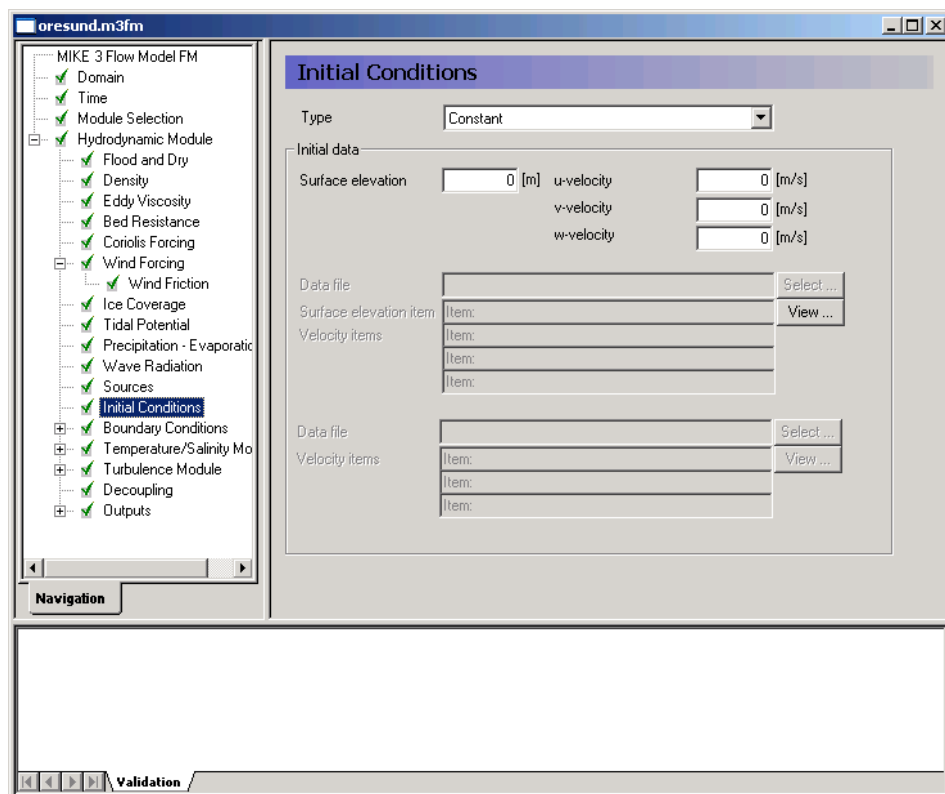 oresund.m3fm
MIKE 3 Flow Model FM
Domain
Time
Module Selection
Hydrodynamic Module
Flood and Dry
Density
Eddy Viscosity
Bed Resistance
Coriolis Forcing
Wind Forcing
Wind Friction
Ice Coverage
Tidal Potential
Precipitation - Evaporatic
Wave Radiation
Sources
Initial Conditions
Boundary Conditions
Temperature/Salinity Mo
Turbulence Module
Decoupling
Outputs
Navigation
Initial Conditions
Type Constant
Initial data
Surface elevation 0 [m] u-velocity 0 [m/s]
v-velocity 0 [m/s]
w-velocity 0 [m/s]
Data file Select ...
Surface elevation item Item: View ...
Velocity items Item:
Item:
Item:
Data file Select ...
Velocity items Item: View ...
Item:
Item:
Validation